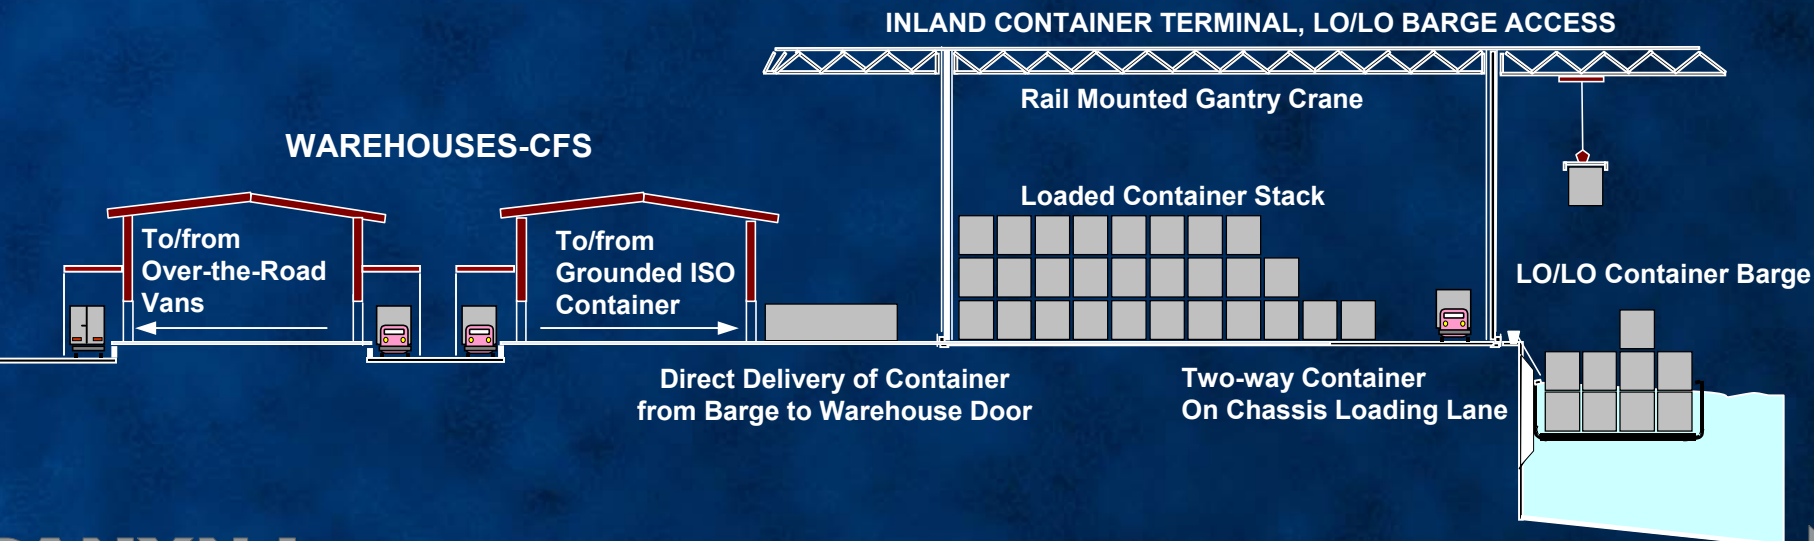 INLAND CONTAINER TERMINAL, LO/LO BARGE ACCESS
Rail Mounted Gantry Crane
WAREHOUSES-CFS
Loaded Container Stack
To/from
Over-the-Road
Vans
To/from
Grounded ISO
Container
LO/LO Container Barge
Direct Delivery of Container
from Barge to Warehouse Door
Two-way Container
On Chassis Loading Lane